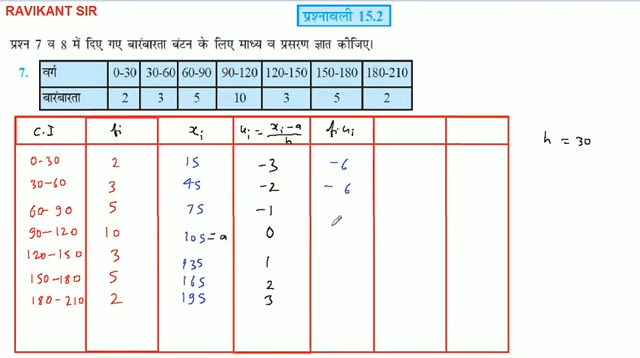 RAVIKANT SIR
प्रश्नावली 15.2
प्रश्न 7 व 8 में दिए गए बारंबारता बंटन के लिए माध्य व प्रसरण ज्ञात कीजिए।
7. वर्ग 0-30 30-60 60-90 90-120 120-150 150-180 180-210
बारंबारता 2 3 5 10 3 5 2
C.I fi xi ui = xi-a/h fi ui
h = 30
0-30 2 15 -3 -6
30-60 3 45 -2 -6
60-90 5 75 -1
90-120 10 105=a 0
120-150 3 135 1
150-180 5 165 2
180-210 2 195 3